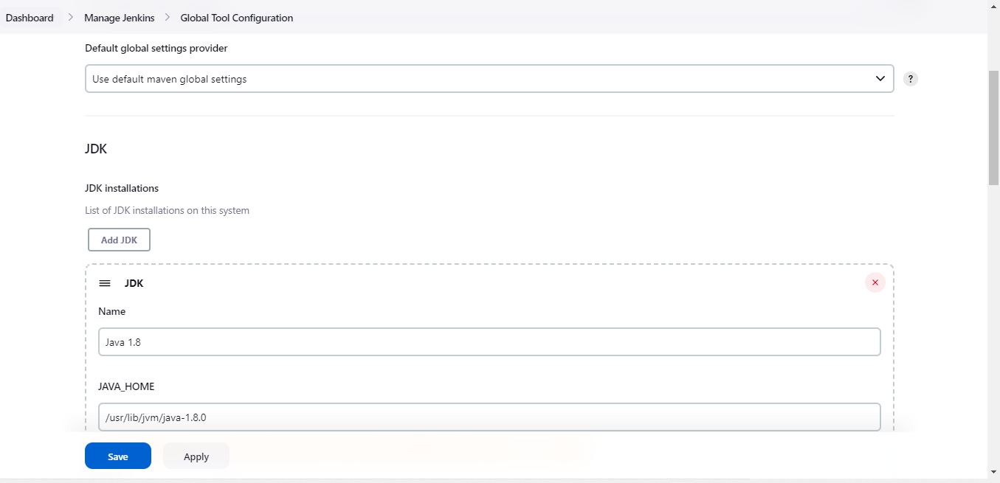 Dashboard > Manage Jenkins > Global Tool Configuration
Default global settings provider
Use default maven global settings
?
JDK
JDK installations
List of JDK installations on this system
Add JDK
JDK
Name
Java 1.8
JAVA_HOME
/usr/lib/jvm/java-1.8.0
Save Apply